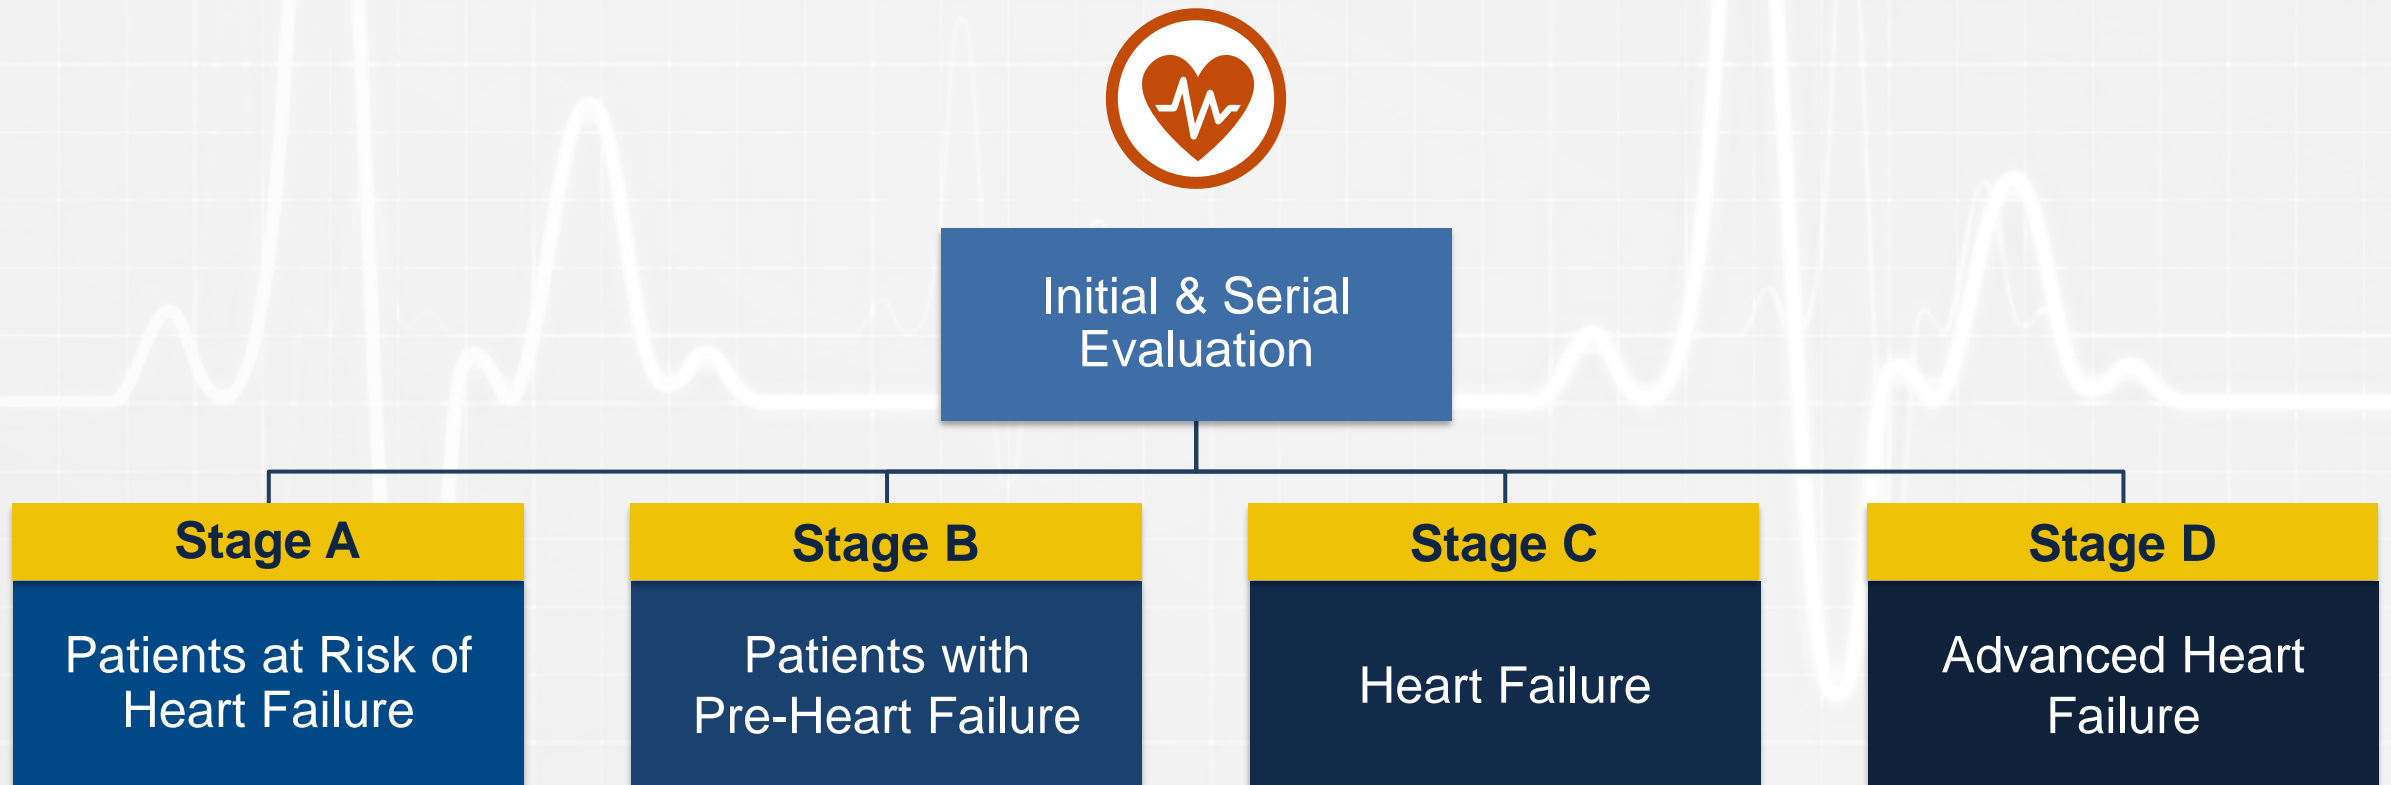 Initial & Serial
Evaluation
Stage A
Patients at Risk of
Heart Failure
Stage B
Patients with
Pre-Heart Failure
Stage C
Heart Failure
Stage D
Advanced Heart
Failure